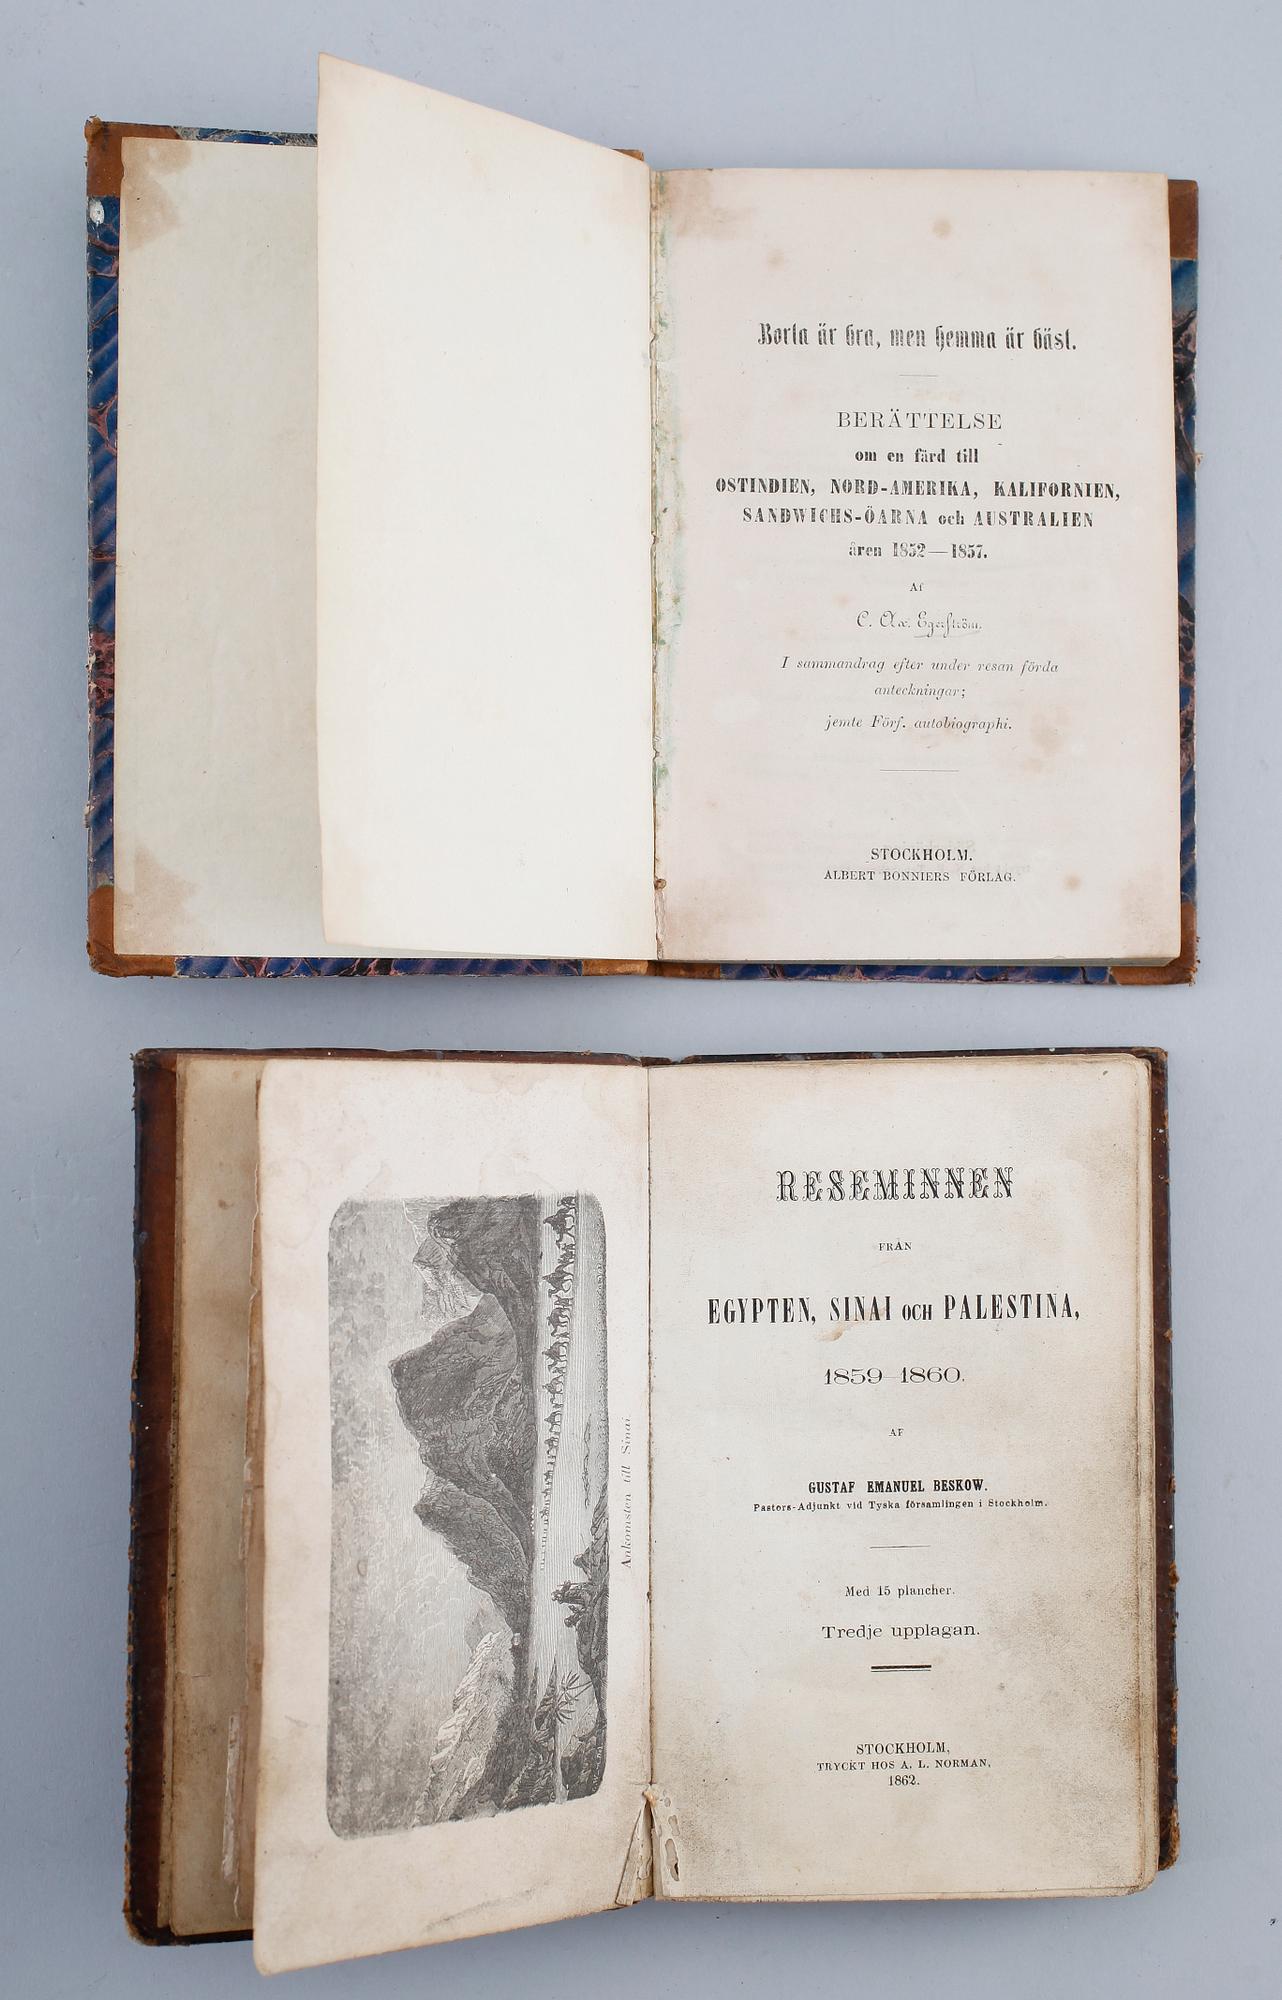 Borta är bra, men hemma är bäst.
BERÄTTELSE
om en färd till
OSTINDIEN, NORD-AMERIKA, KALIFORNIEN,
SANDWICHS-ÖARNA och AUSTRALIEN
åren 1852—1857.
Af
C. Ax. Egerström.
I sammandrag efter under resan förda
anteckningar;
jemte Förf. autobiographi.
STOCKHOLM.
ALBERT BONNIERS FÖRLAG.
Ankomsten till Sinai.
RESEMINNEN
FRÅN
EGYPTEN, SINAI OCH PALESTINA,
1859–1860.
AF
GUSTAF EMANUEL BESKOW.
Pastors-Adjunkt vid Tyska församlingen i Stockholm.
Med 15 plancher.
Tredje upplagan.
STOCKHOLM,
TRYCKT HOS A. L. NORMAN,
1862.